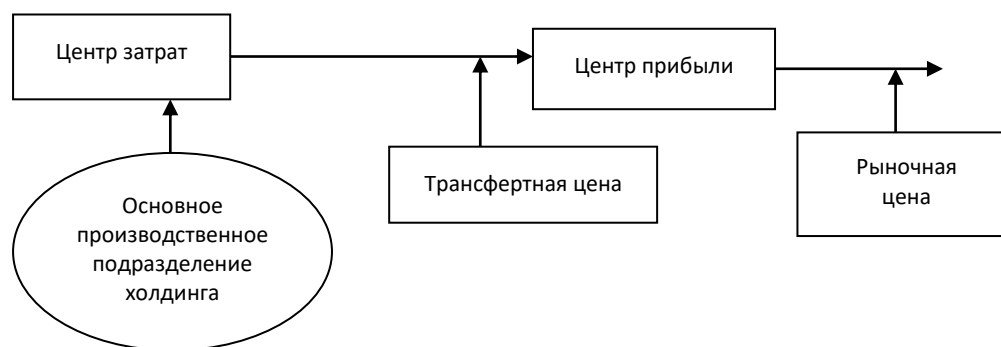 Центр затрат
Центр прибыли
Трансфертная цена
Рыночная
цена
Основное
производственное
подразделение
холдинга